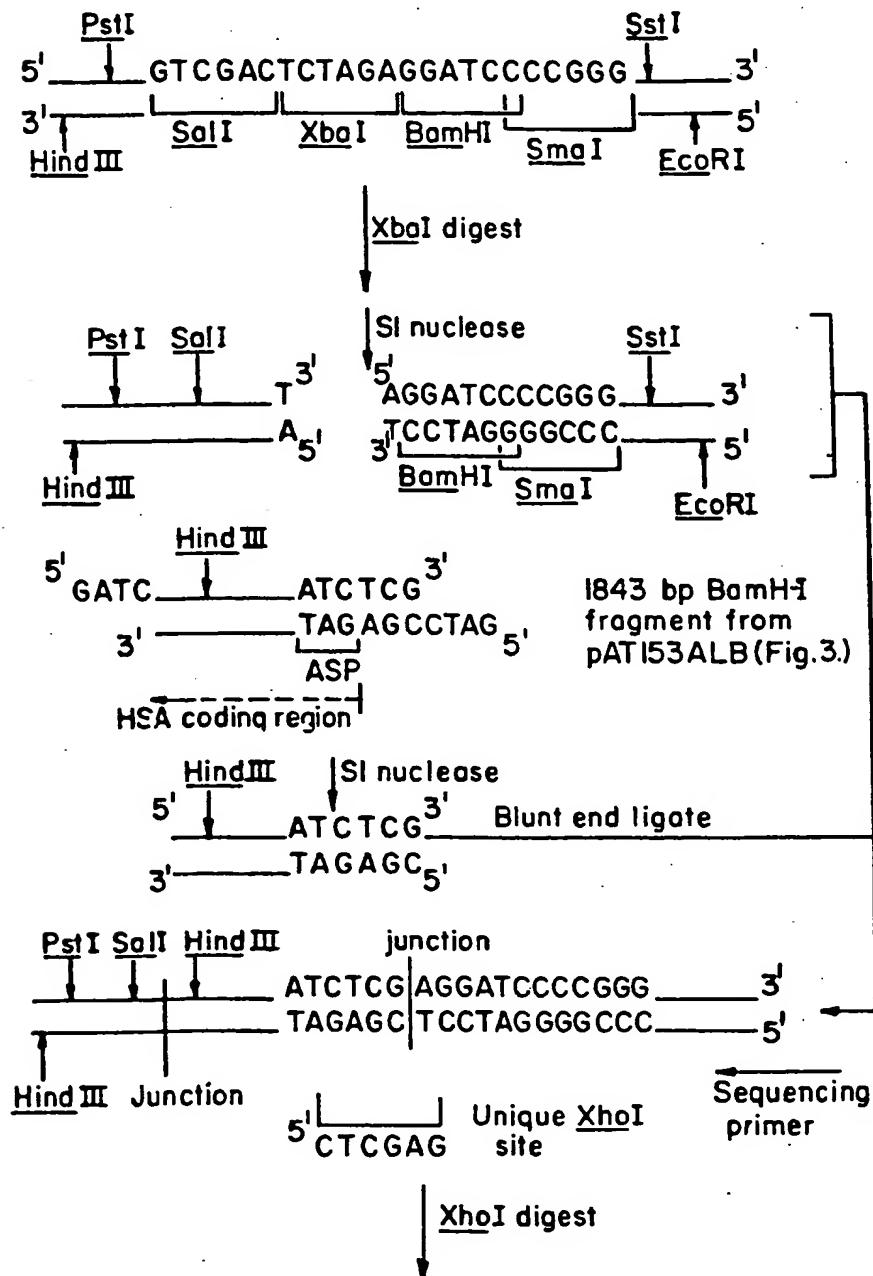 PstI SstI
5' GTCGACTCTAGAGGATCCCCGGG 3'
3' 5'
SalI XbaI BamHI
HindIII SmaI EcoRI
XbaI digest
PstI SalI SI nuclease SstI
T 3' 5' AGGATCCCCGGG 3'
A 5' 3' TCCTAGGGGCCC 5'
HindIII BamHI SmaI EcoRI
HindIII
5' GATC ATCTCG 3'
3' TAGAGCCTAG 5'
ASP
HSA coding region
1843 bp BamH-I
fragment from
pAT153ALB (Fig.3.)
HindIII SI nuclease
5' ATCTCG 3' Blunt end ligate
3' TAGAGC 5'
PstI SalI HindIII junction
ATCTCG AGGATCCCCGGG 3'
TAGAGC TCCTAGGGGCCC 5'
HindIII Junction Sequencing
primer
5' CTCGAG Unique XhoI
site
XhoI digest